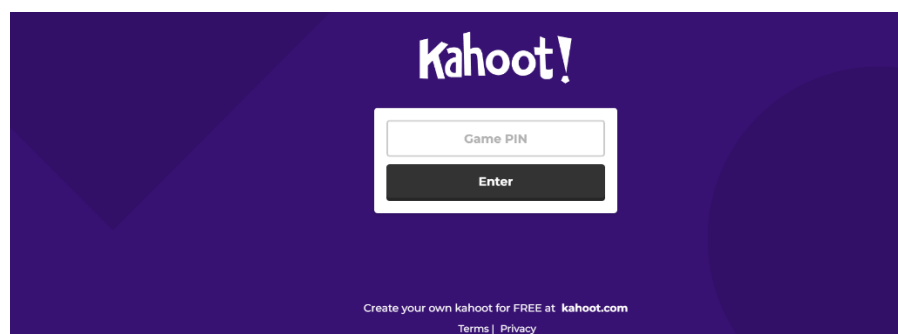 Kahoot!
Game PIN
Enter
Create your own kahoot for FREE at kahoot.com
Terms | Privacy